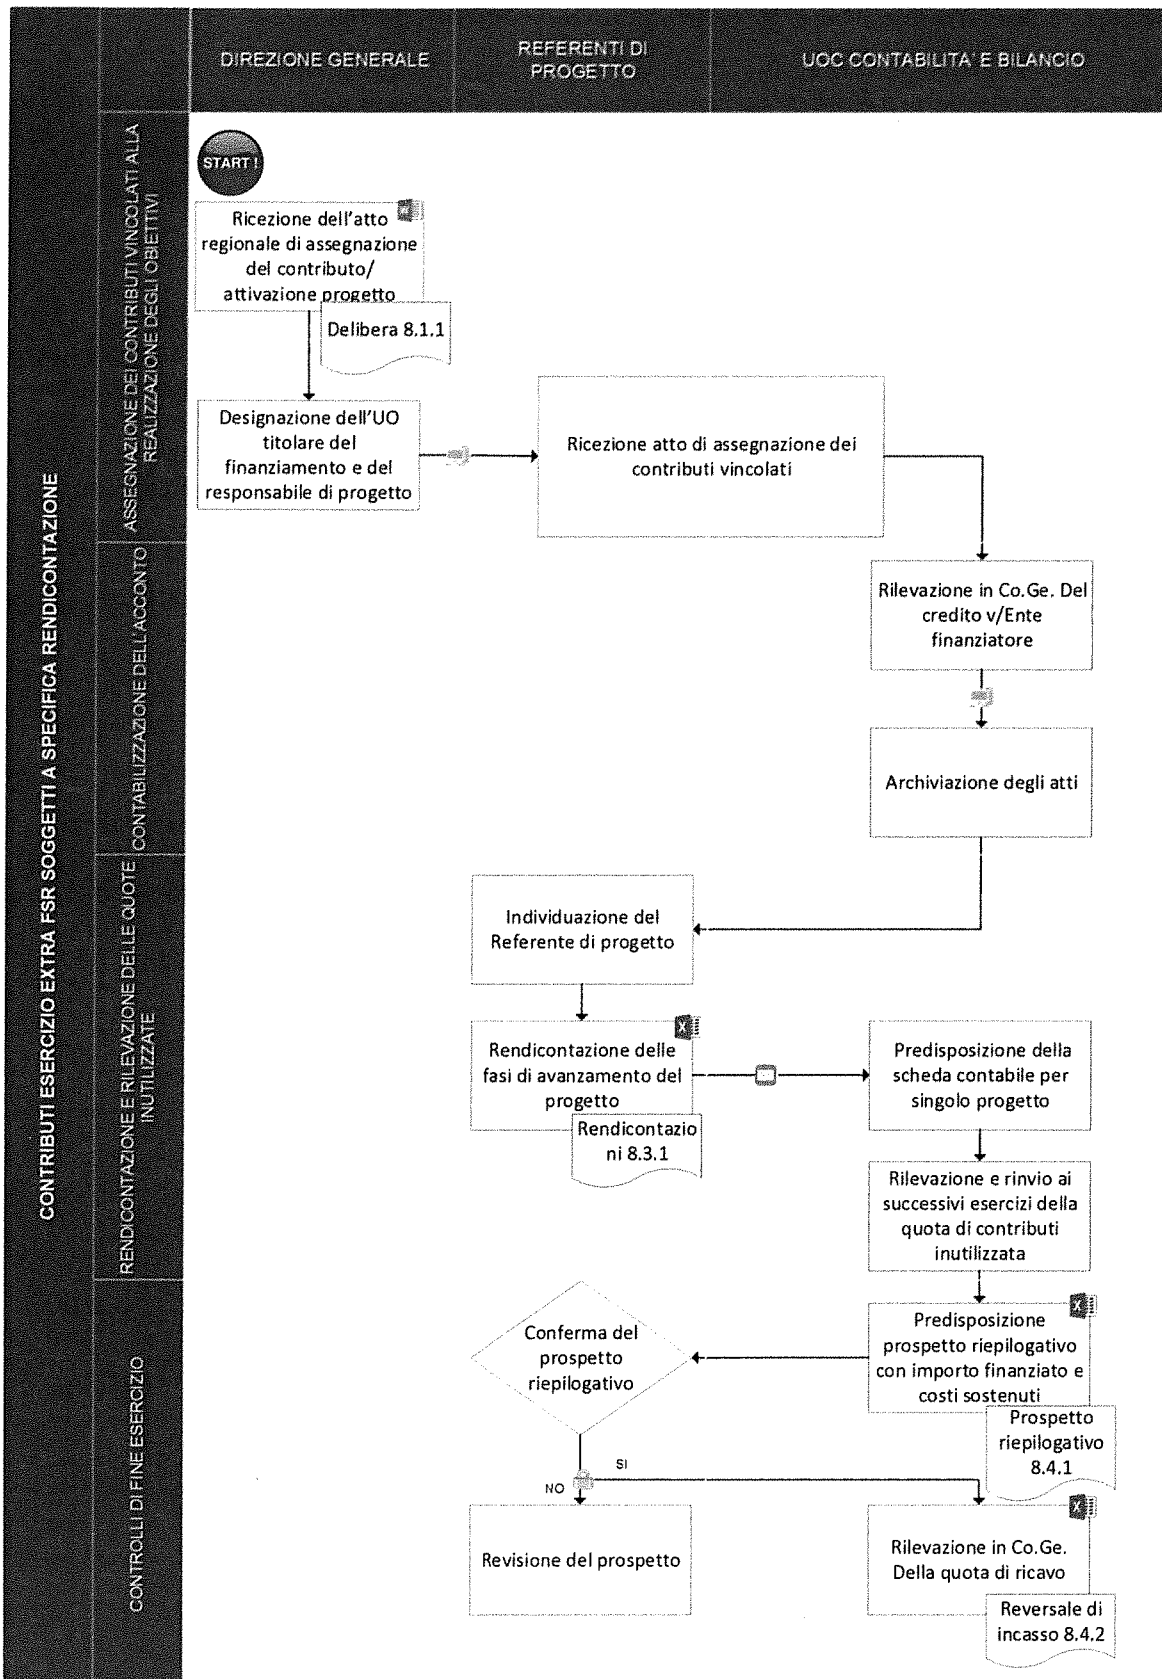 DIREZIONE GENERALE
REFERENTI DI
PROGETTO
UOC CONTABILITA' E BILANCIO
CONTRIBUTI ESERCIZIO EXTRA FSR SOGGETTI A SPECIFICA RENDICONTAZIONE
ASSEGNAZIONE DEI CONTRIBUTI VINCOLATI ALLA
REALIZZAZIONE DEGLI OBIETTIVI
START !
Ricezione dell'atto
regionale di assegnazione
del contributo/
attivazione progetto
Delibera 8.1.1
Designazione dell'UO
titolare del
finanziamento e del
responsabile di progetto
Ricezione atto di assegnazione dei
contributi vincolati
CONTABILIZZAZIONE DELL'ACCONTO
Rilevazione in Co.Ge. Del
credito v/Ente
finanziatore
Archiviazione degli atti
RENDICONTAZIONE E RILEVAZIONE DELLE QUOTE
INUTILIZZATE
Individuazione del
Referente di progetto
Rendicontazione delle
fasi di avanzamento del
progetto
Rendicontazio
ni 8.3.1
Predisposizione della
scheda contabile per
singolo progetto
Rilevazione e rinvio ai
successivi esercizi della
quota di contributi
inutilizzata
CONTROLLI DI FINE ESERCIZIO
Predisposizione
prospetto riepilogativo
con importo finanziato e
costi sostenuti
Prospetto
riepilogativo
8.4.1
Conferma del
prospetto
riepilogativo
SI
NO
Revisione del prospetto
Rilevazione in Co.Ge.
Della quota di ricavo
Reversale di
incasso 8.4.2